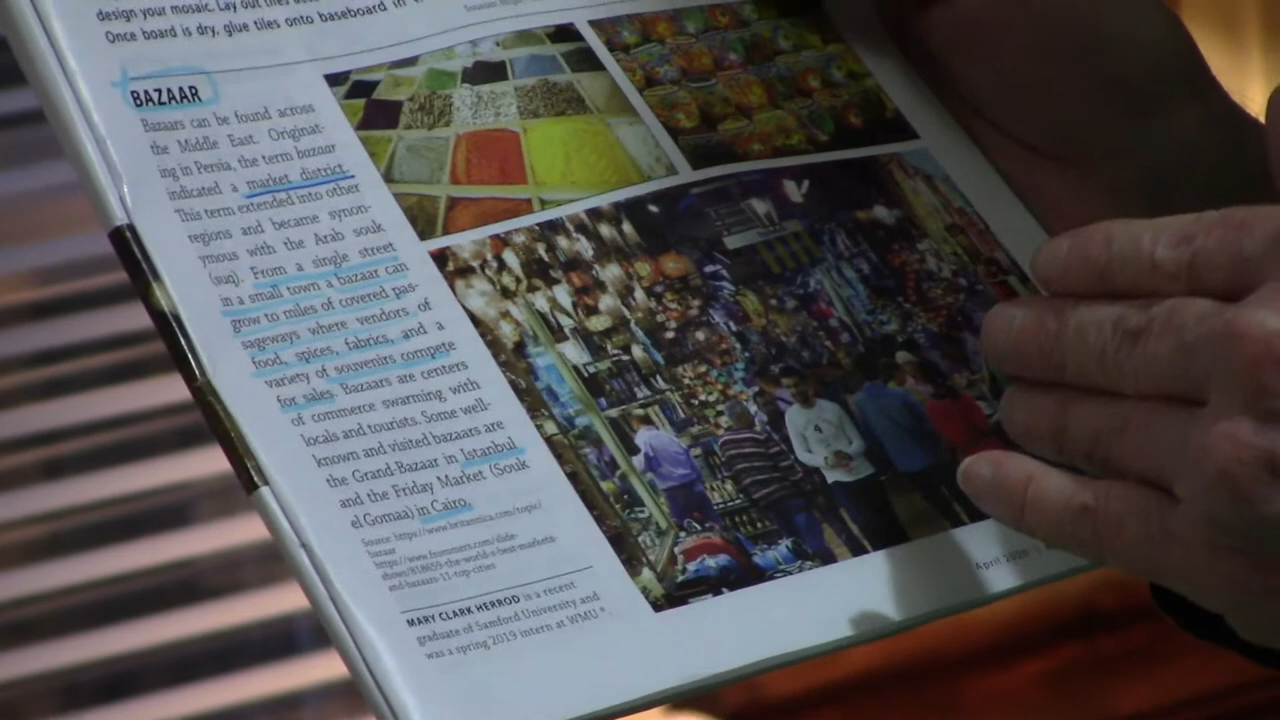 design your mosaic. Lay out tiles
Once board is dry, glue tiles onto baseboard in
BAZAAR
Bazaars can be found across
the Middle East. Originat-
ing in Persia, the term bazaar
indicated a market district.
This term extended into other
regions and became synon-
ymous with the Arab souk
(suq). From a single street
in a small town a bazaar can
grow to miles of covered pas-
sageways where vendors of
food, spices, fabrics, and a
variety of souvenirs compete
for sales. Bazaars are centers
of commerce swarming with
locals and tourists. Some well-
known and visited bazaars are
the Grand-Bazaar in Istanbul
and the Friday Market (Souk
el Gomaa) in Cairo.
Source: https://www.britannica.com/topic/
bazaar
https://www.frommers.com/slide-
shows/818659-the-world-s-best-markets-
and-bazaars-11-top-cities
MARY CLARK HERROD is a recent
graduate of Samford University and
was a spring 2019 intern at WMU®.
April 2020
4